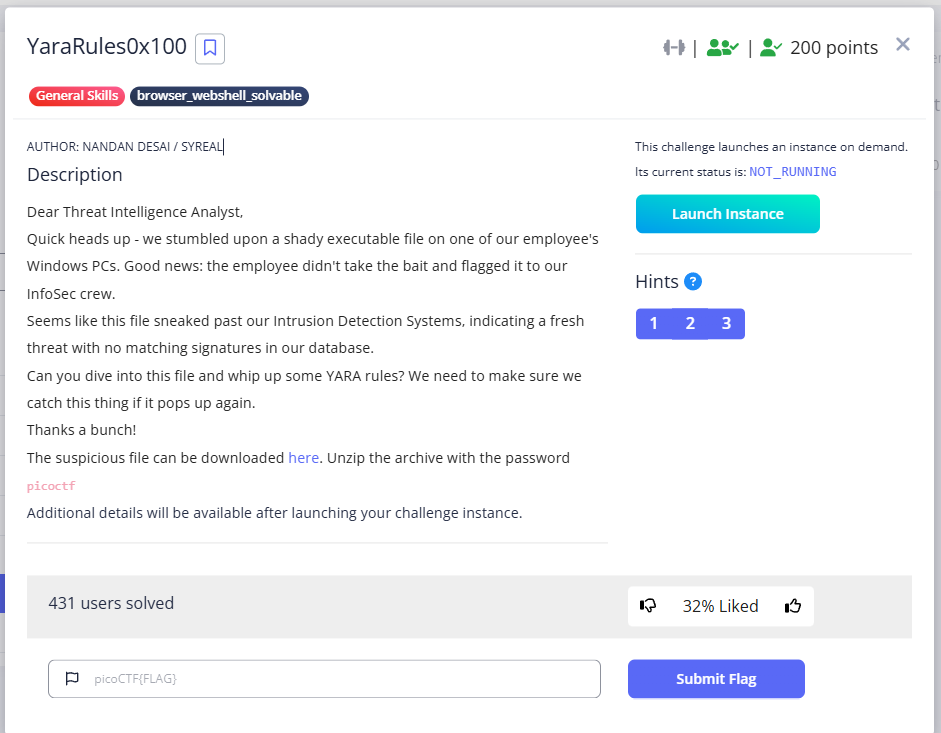 YaraRules0x100
| | 200 points
General Skills browser_webshell_solvable
AUTHOR: NANDAN DESAI / SYREAL
Description
Dear Threat Intelligence Analyst,
Quick heads up - we stumbled upon a shady executable file on one of our employee's
Windows PCs. Good news: the employee didn't take the bait and flagged it to our
InfoSec crew.
Seems like this file sneaked past our Intrusion Detection Systems, indicating a fresh
threat with no matching signatures in our database.
Can you dive into this file and whip up some YARA rules? We need to make sure we
catch this thing if it pops up again.
Thanks a bunch!
The suspicious file can be downloaded here. Unzip the archive with the password
picoctf
Additional details will be available after launching your challenge instance.
This challenge launches an instance on demand.
Its current status is: NOT_RUNNING
Launch Instance
Hints ?
1 2 3
431 users solved
32% Liked
picoCTF{FLAG}
Submit Flag